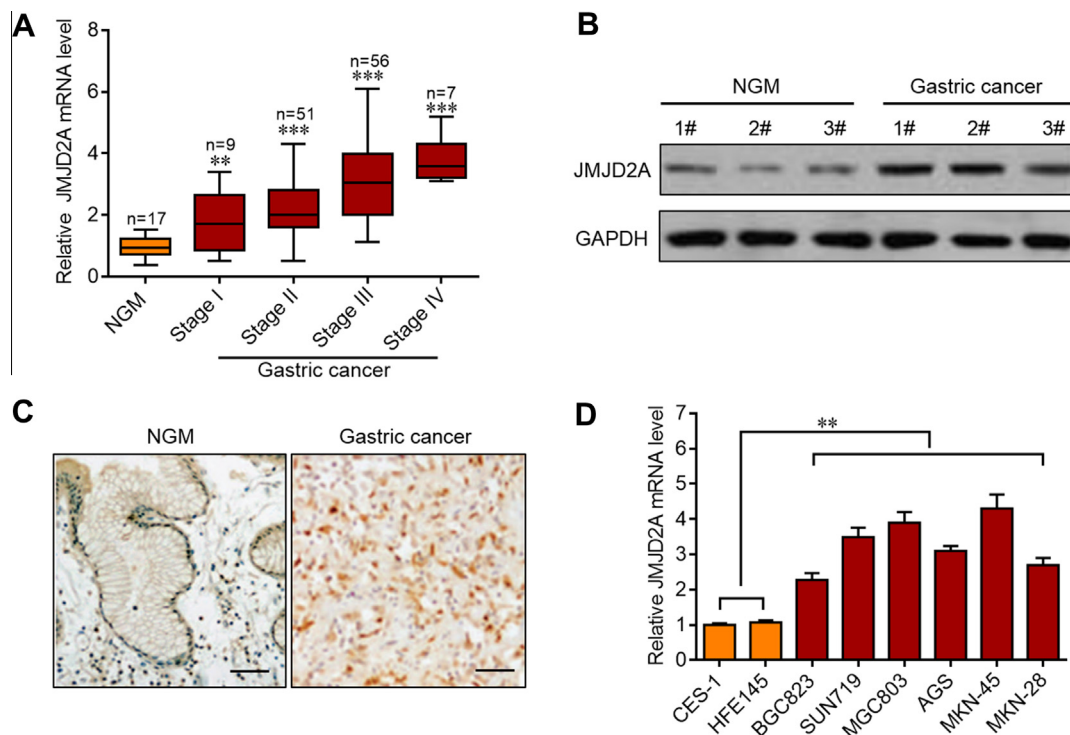 A
Relative JMJD2A mRNA level
8
6
4
2
0
n=17
n=9
**
n=51
***
n=56
***
n=7
***
NGM
Stage I
Stage II
Stage III
Stage IV
Gastric cancer
B
NGM Gastric cancer
1# 2# 3# 1# 2# 3#
JMJD2A
GAPDH
C
NGM Gastric cancer
D
Relative JMJD2A mRNA level
7
6
5
4
3
2
1
0
**
CES-1
HFE145
BGC823
SUN719
MGC803
AGS
MKN-45
MKN-28